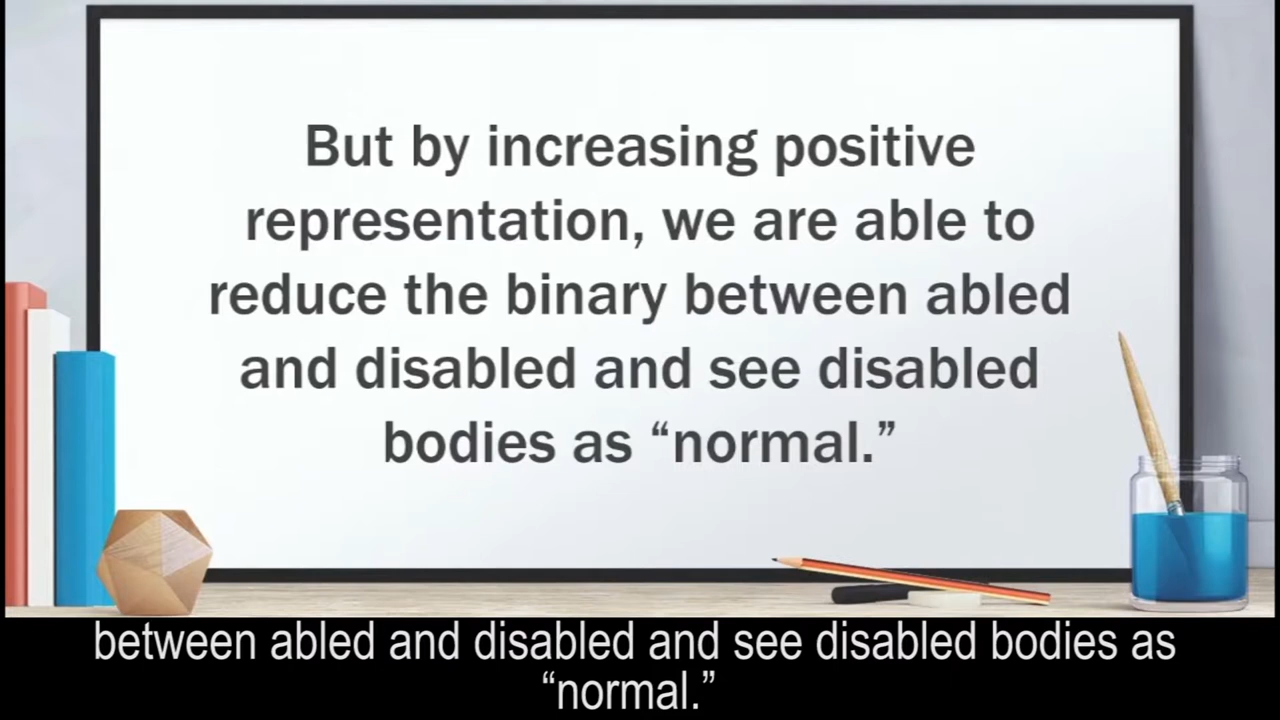 But by increasing positive
representation, we are able to
reduce the binary between abled
and disabled and see disabled
bodies as “normal.”
between abled and disabled and see disabled bodies as
“normal.”